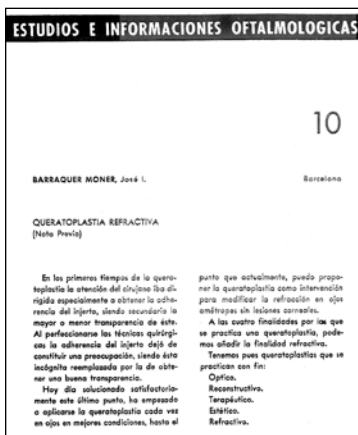 ESTUDIOS E INFORMACIONES OFTALMOLOGICAS
10
BARRAQUER MONER, José I.
Barcelona
QUERATOPLASTIA REFRACTIVA
(Nota Previa)
En los primeros tiempos de la quera-
toplastia la atención del cirujano iba di-
rigida especialmente a obtener la adhe-
rencia del injerto, siendo secundaria la
mayor o menor transparencia de éste.
Al perfeccionarse las técnicas quirúrgi-
cas la adherencia del injerto dejó de
constituir una preocupación, siendo ésta
incógnita reemplazada por la de obte-
ner una buena transparencia.
Hoy día solucionado satisfactoria-
mente este último punto, ha empezado
a aplicarse la queratoplastia cada vez
en ojos en mejores condiciones, hasta el
punto que actualmente, puedo propo-
ner la queratoplastia como intervención
para modificar la refracción en ojos
amétropes sin lesiones corneales.
A las cuatro finalidades por las que
se practica una queratoplastia, pode-
mos añadir la finalidad refractiva.
Tenemos pues queratoplastias que se
practican con fin:
Optico.
Reconstructivo.
Terapéutico.
Estético.
Refractivo.